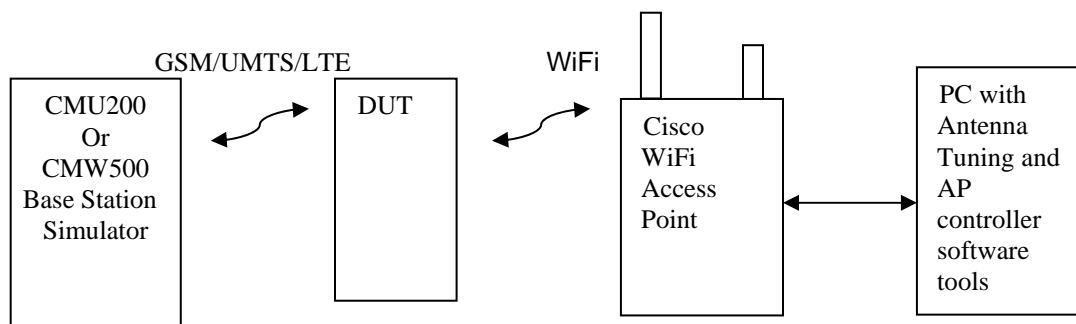 GSM/UMTS/LTE
WiFi
CMU200
Or
CMW500
Base Station
Simulator
DUT
Cisco
WiFi
Access
Point
PC with
Antenna
Tuning and
AP
controller
software
tools